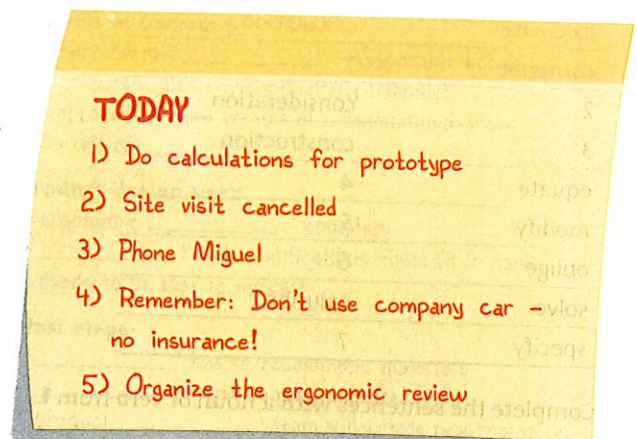 TODAY
1) Do calculations for prototype
2) Site visit cancelled
3) Phone Miguel
4) Remember: Don't use company car -
no insurance!
5) Organize the ergonomic review